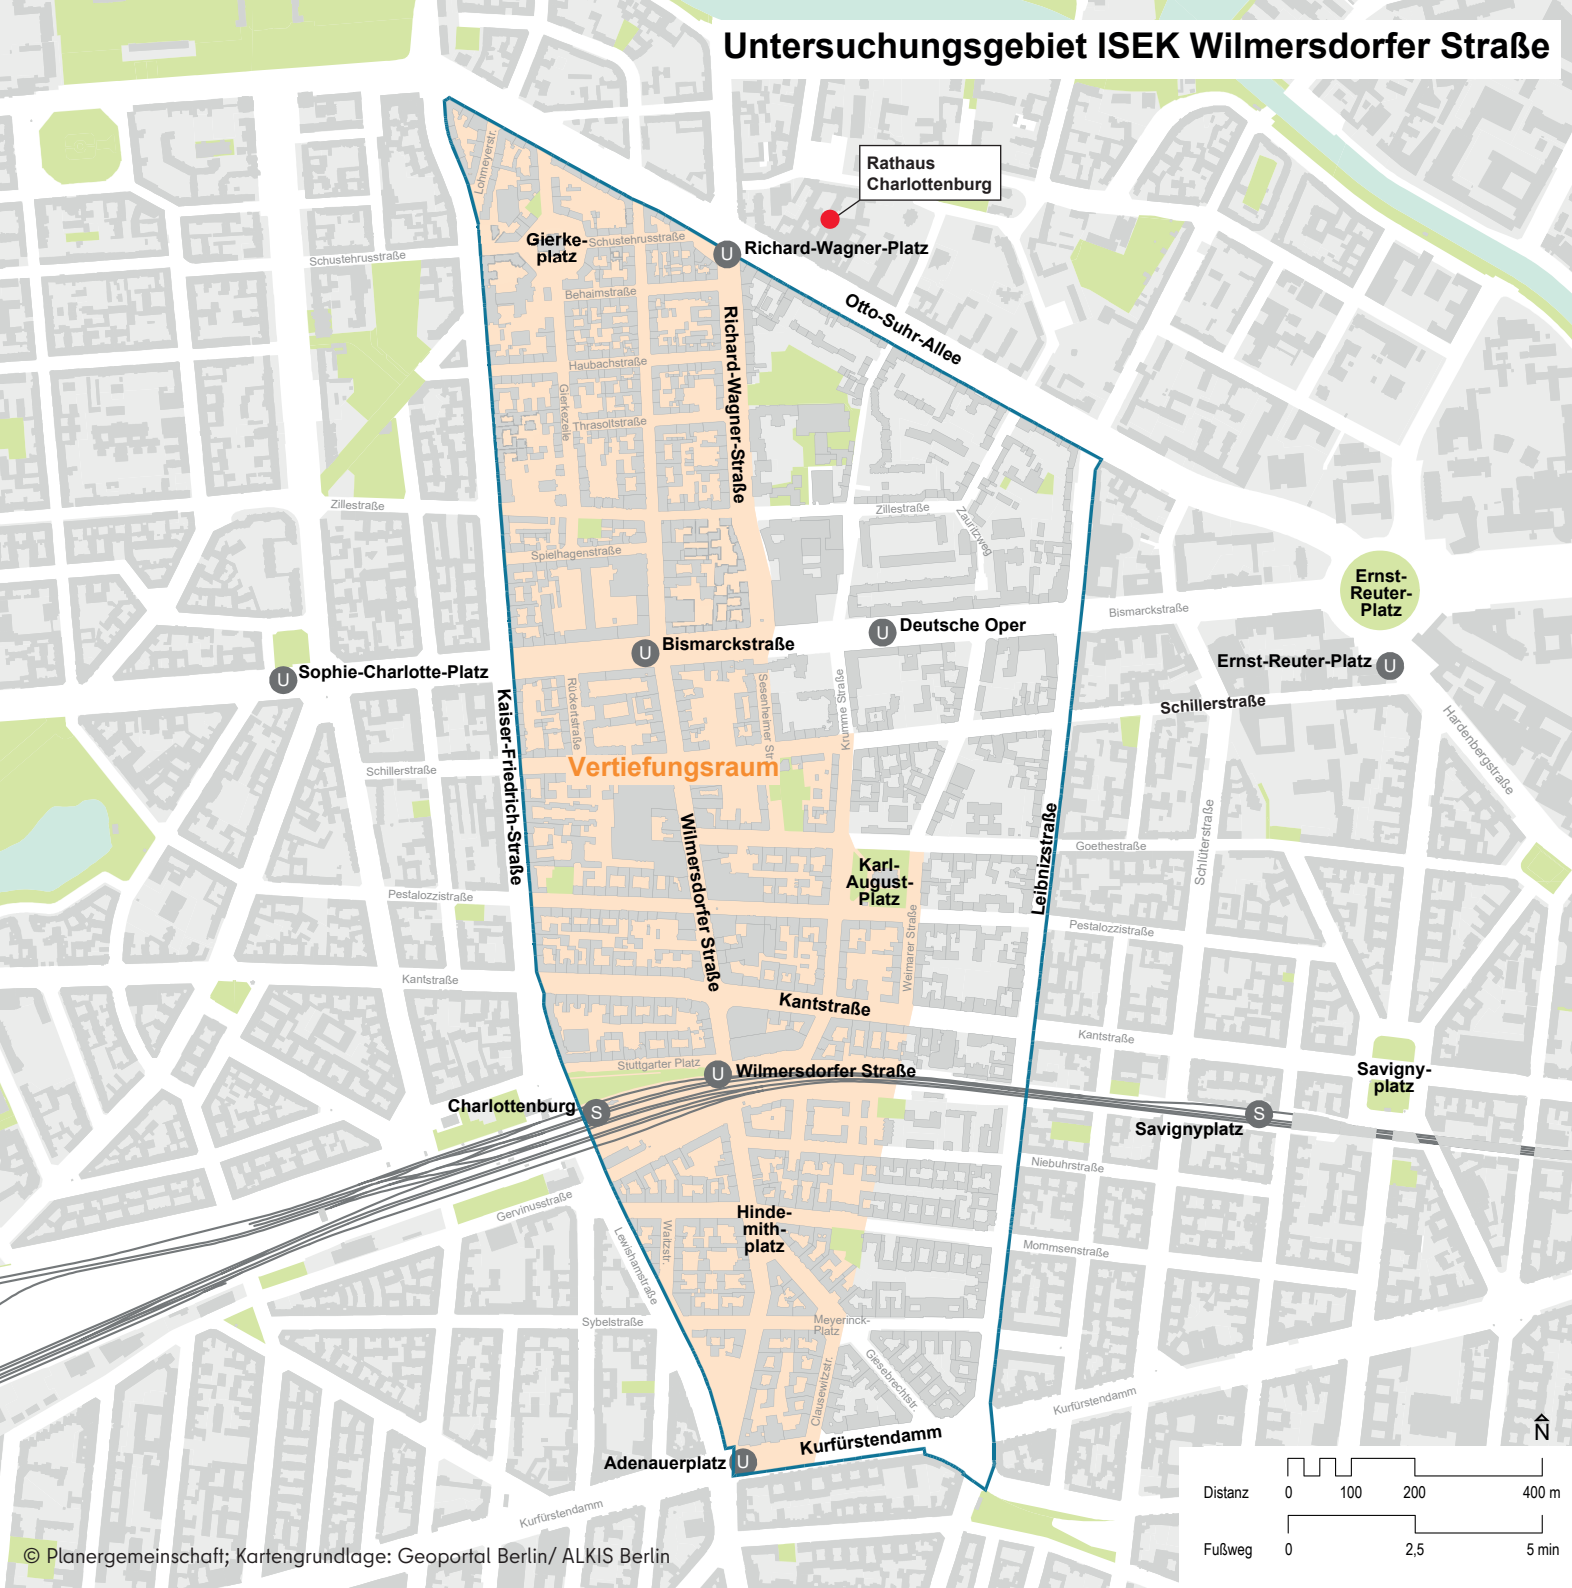 Untersuchungsgebiet ISEK Wilmersdorfer Straße
Rathaus
Charlottenburg
Lohmeyerstr.
Gierke-
platz
Schustehrusstraße
Richard-Wagner-Platz
Schustehrusstraße
Behaimstraße
Otto-Suhr-Allee
Richard-Wagner-Straße
Haubachstraße
Gierkezeile
Thrasoltstraße
Zillestraße
Zillestraße
Zauritzweg
Spielhagenstraße
Ernst-
Reuter-
Platz
Bismarckstraße
U
Deutsche Oper
U
Bismarckstraße
U
Sophie-Charlotte-Platz
U
Ernst-Reuter-Platz
U
Kaiser-Friedrich-Straße
Rückertstraße
Sesenheimer Str.
Krumme Straße
Schillerstraße
Hardenbergstraße
Vertiefungsraum
Schillerstraße
Wilmersdorfer Straße
Leibnizstraße
Schlüterstraße
Goethestraße
Karl-
August-
Platz
Pestalozzistraße
Pestalozzistraße
Weimarer Straße
Kantstraße
Kantstraße
Kantstraße
Stuttgarter Platz
U
Wilmersdorfer Straße
Savigny-
platz
Charlottenburg
S
S
Savignyplatz
Niebuhrstraße
Gervinusstraße
Hinde-
mith-
platz
Waitzstr.
Lewishamstraße
Mommsenstraße
Sybelstraße
Meyerinck-
Platz
Giesebrechtstr.
Clausewitzstr.
Kurfürstendamm
Kurfürstendamm
Adenauerplatz
U
Kurfürstendamm
N
Distanz 0 100 200 400 m
Fußweg 0 2,5 5 min
© Planergemeinschaft; Kartengrundlage: Geoportal Berlin/ ALKIS Berlin